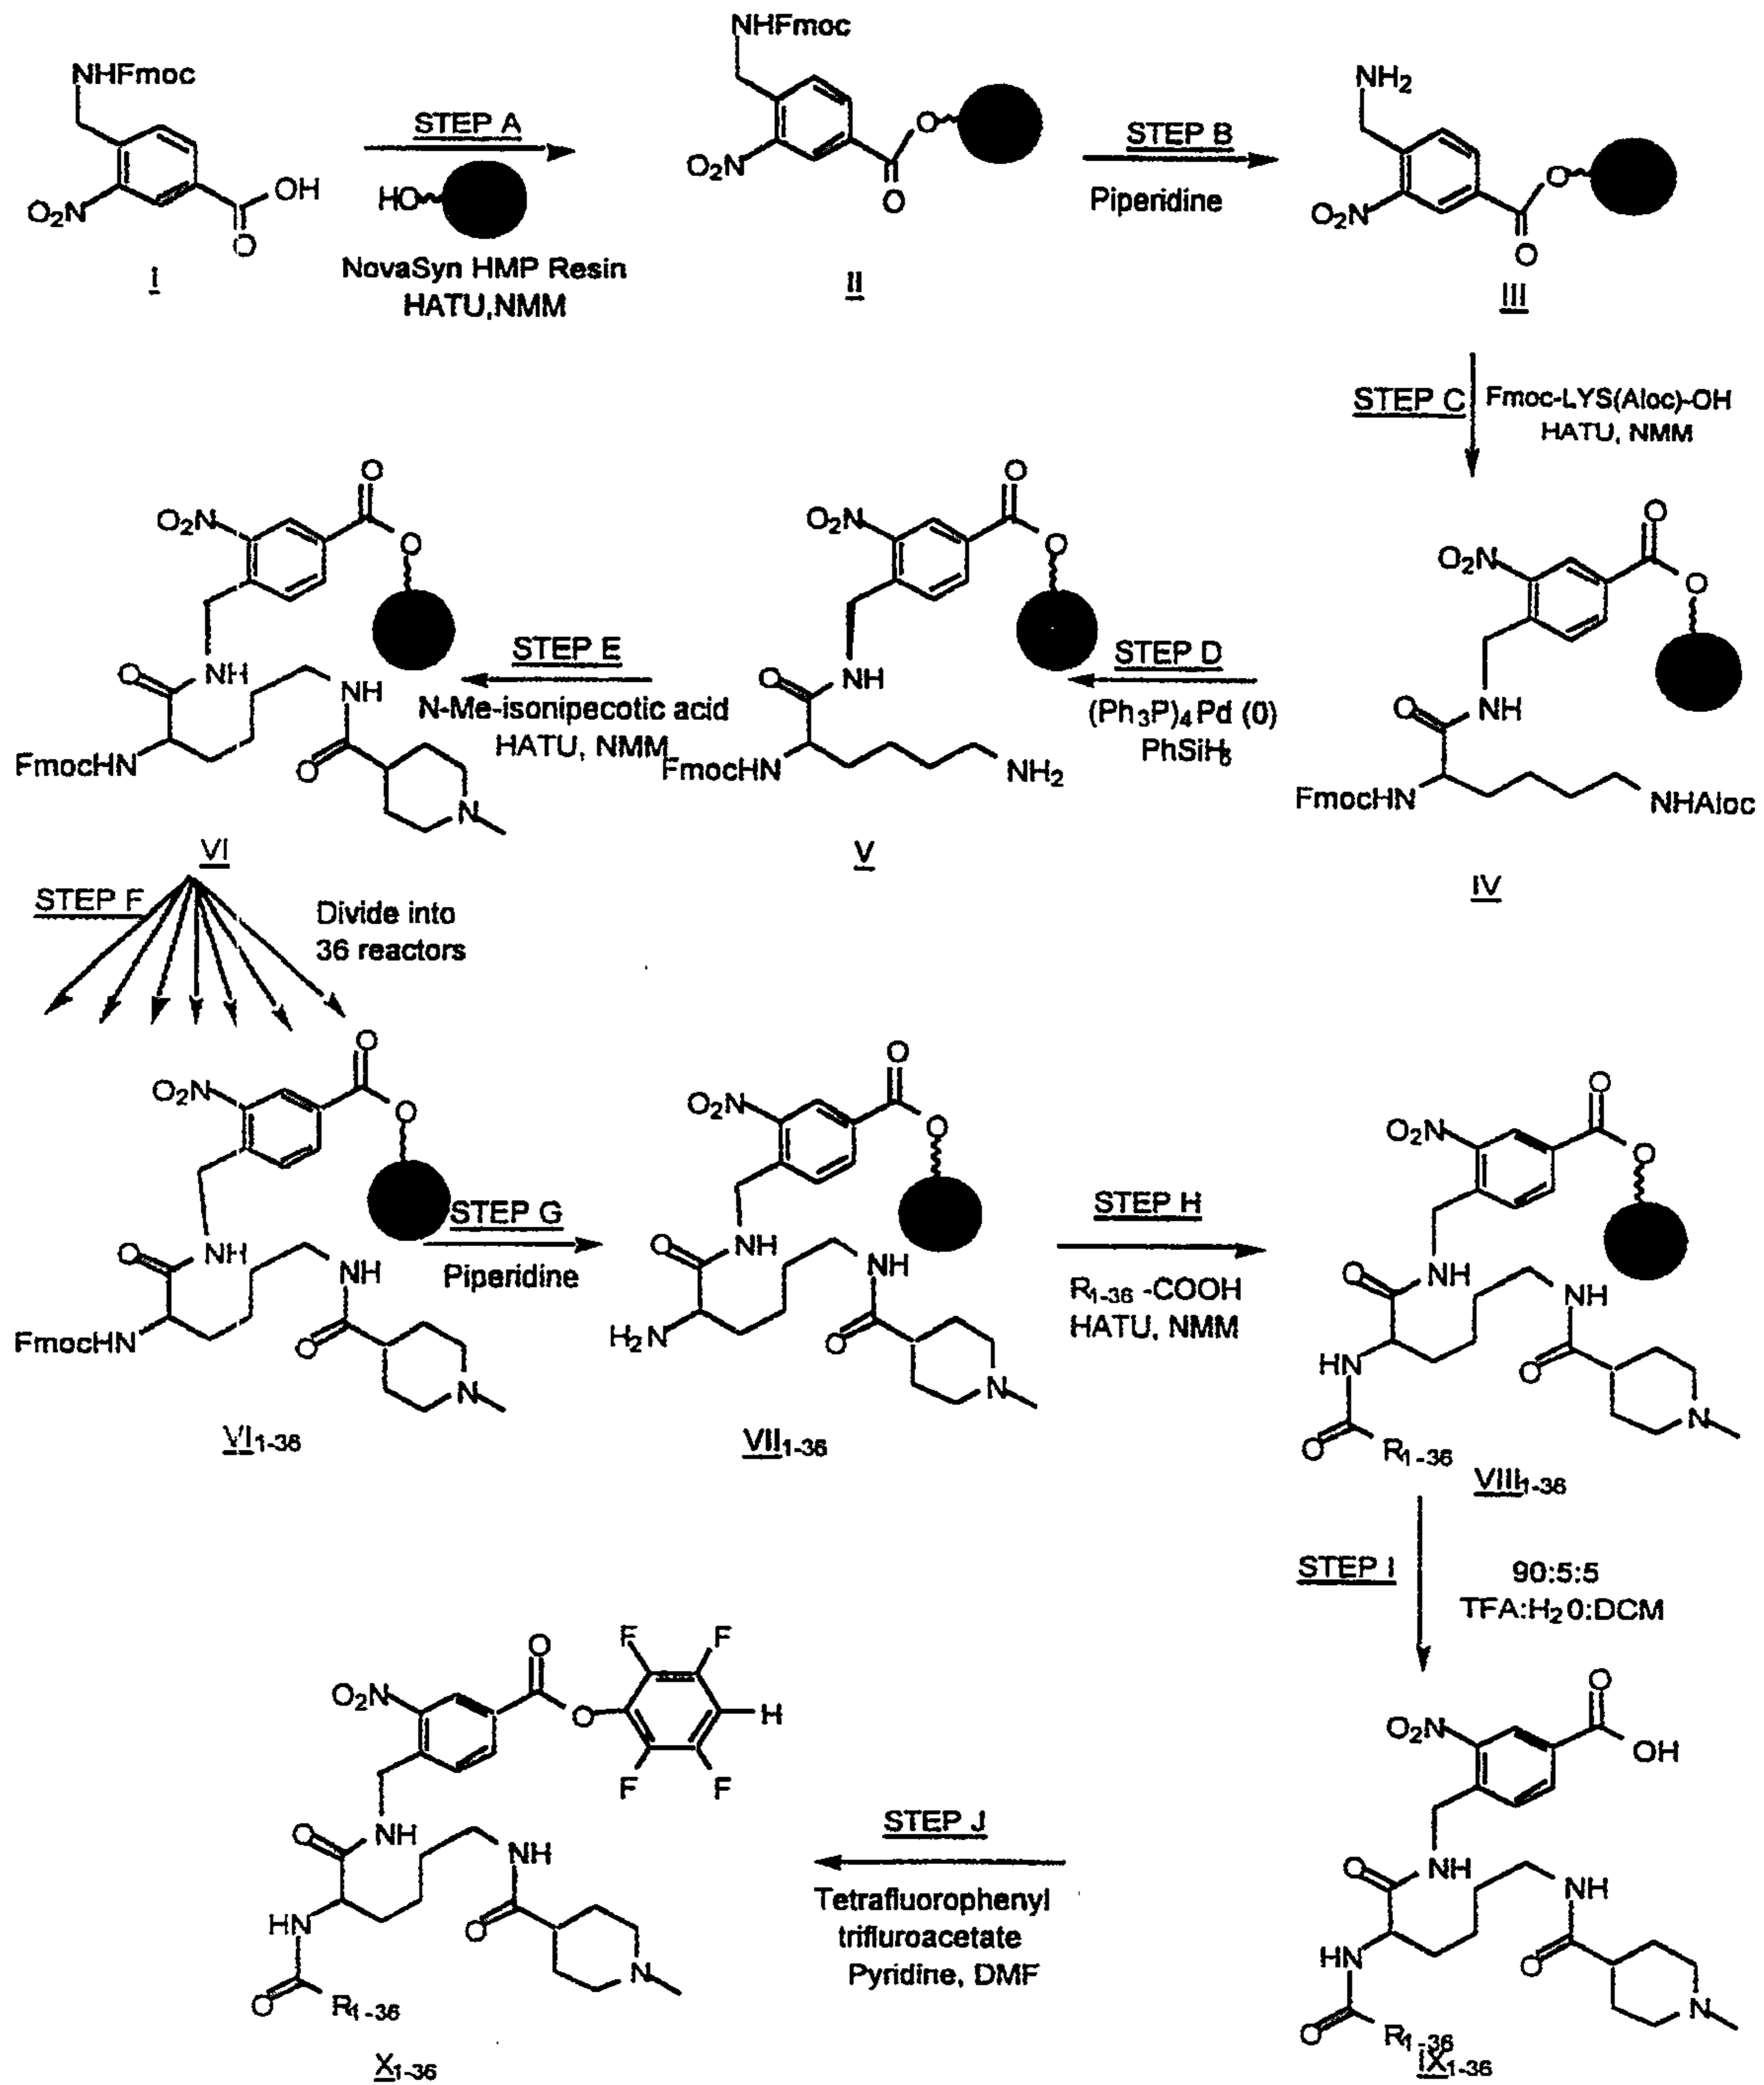 NHFmoc
O₂N
OH
O
I
STEP A
HO
NovaSyn HMP Resin
HATU,NMM
NHFmoc
O₂N
O
O
II
STEP B
Piperidine
NH₂
O₂N
O
O
III
STEP C
Fmoc-LYS(Aloc)-OH
HATU, NMM
O₂N
O
O
NH
O
FmocHN
NHAloc
IV
STEP D
(Ph₃P)₄Pd (0)
PhSiH₃
O₂N
O
O
O
NH
FmocHN
NH₂
V
STEP E
N-Me-isonipecotic acid
HATU, NMM
O₂N
O
O
O
NH
NH
FmocHN
O
N
VI
STEP F
Divide into
36 reactors
O₂N
O
O
O
NH
NH
FmocHN
O
N
VI₁₋₃₆
STEP G
Piperidine
O₂N
O
O
O
NH
NH
H₂N
O
N
VII₁₋₃₆
STEP H
R₁₋₃₆ -COOH
HATU, NMM
O₂N
O
O
O
NH
NH
HN
O
N
O
R₁₋₃₆
VIII₁₋₃₆
STEP I
90:5:5
TFA:H₂0:DCM
O₂N
O
OH
O
NH
NH
HN
O
N
O
R₁₋₃₆
IX₁₋₃₆
STEP J
Tetrafluorophenyl
trifluroacetate
Pyridine, DMF
O
F
F
O₂N
O
H
F
F
O
NH
NH
HN
O
N
O
R₁₋₃₆
X₁₋₃₆